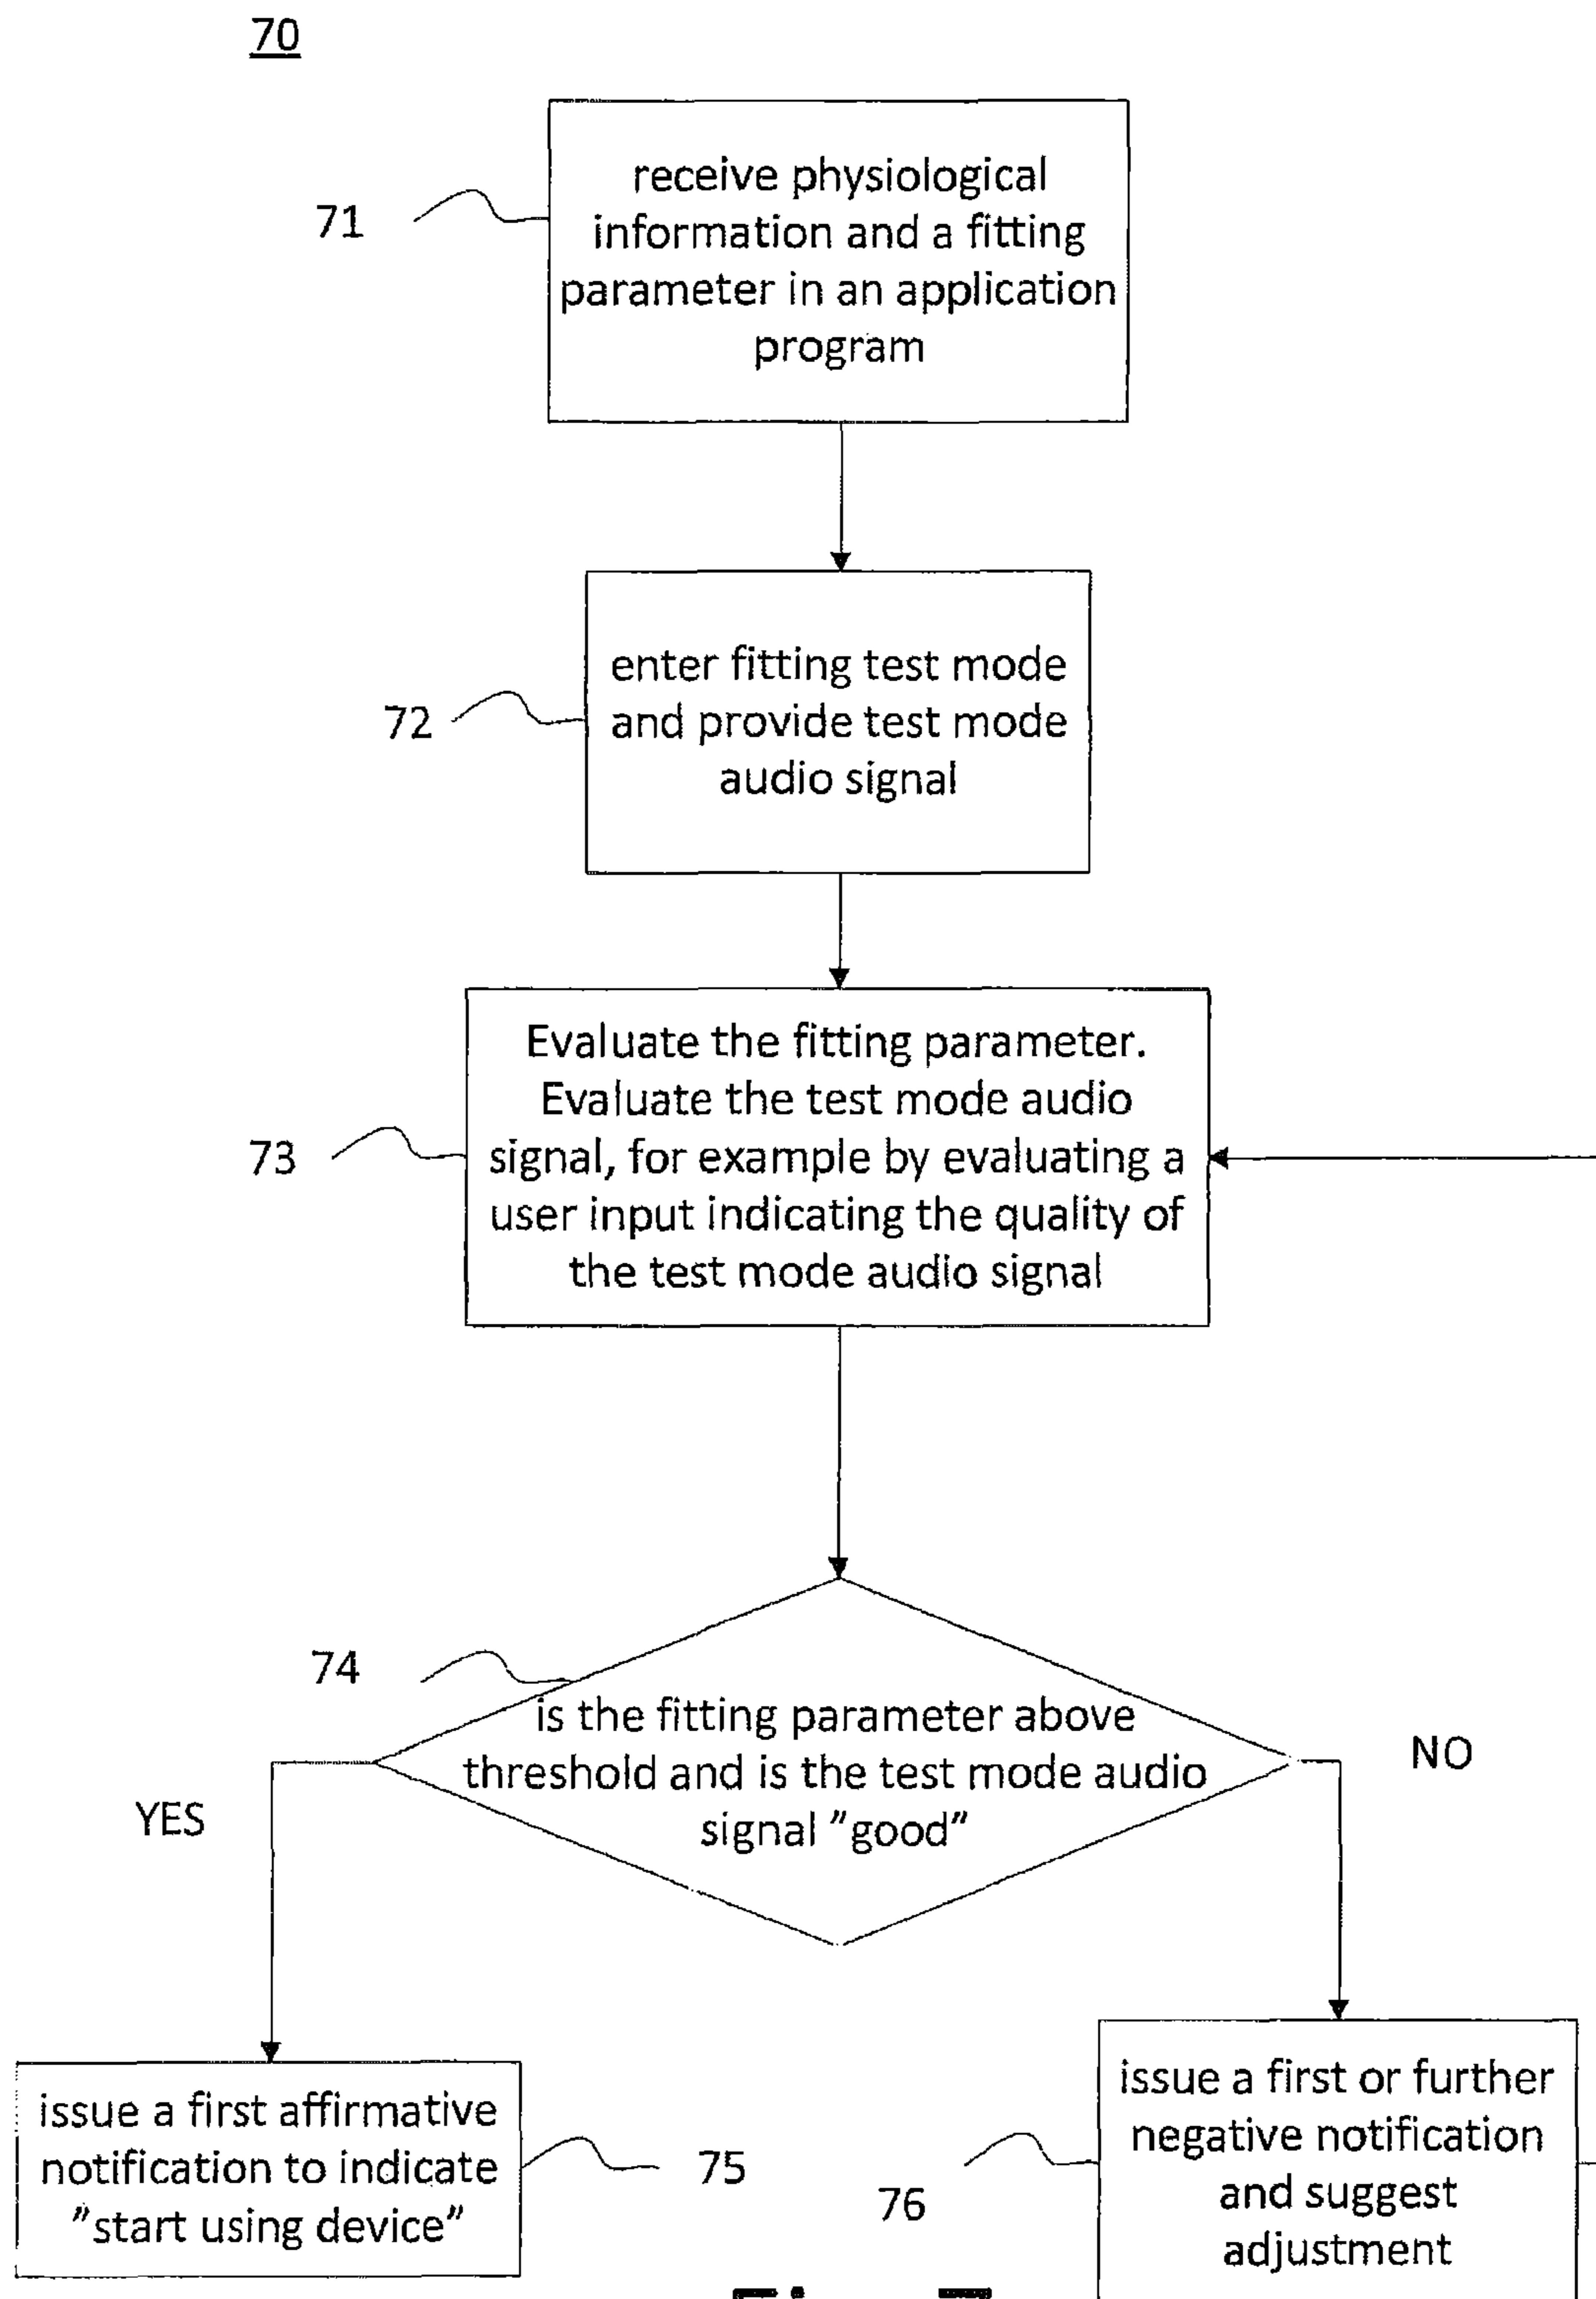 70
71
receive physiological
information and a fitting
parameter in an application
program
72
enter fitting test mode
and provide test mode
audio signal
73
Evaluate the fitting parameter.
Evaluate the test mode audio
signal, for example by evaluating a
user input indicating the quality of
the test mode audio signal
74
is the fitting parameter above
threshold and is the test mode audio
signal ”good”
YES
NO
issue a first affirmative
notification to indicate
”start using device”
75
76
issue a first or further
negative notification
and suggest
adjustment